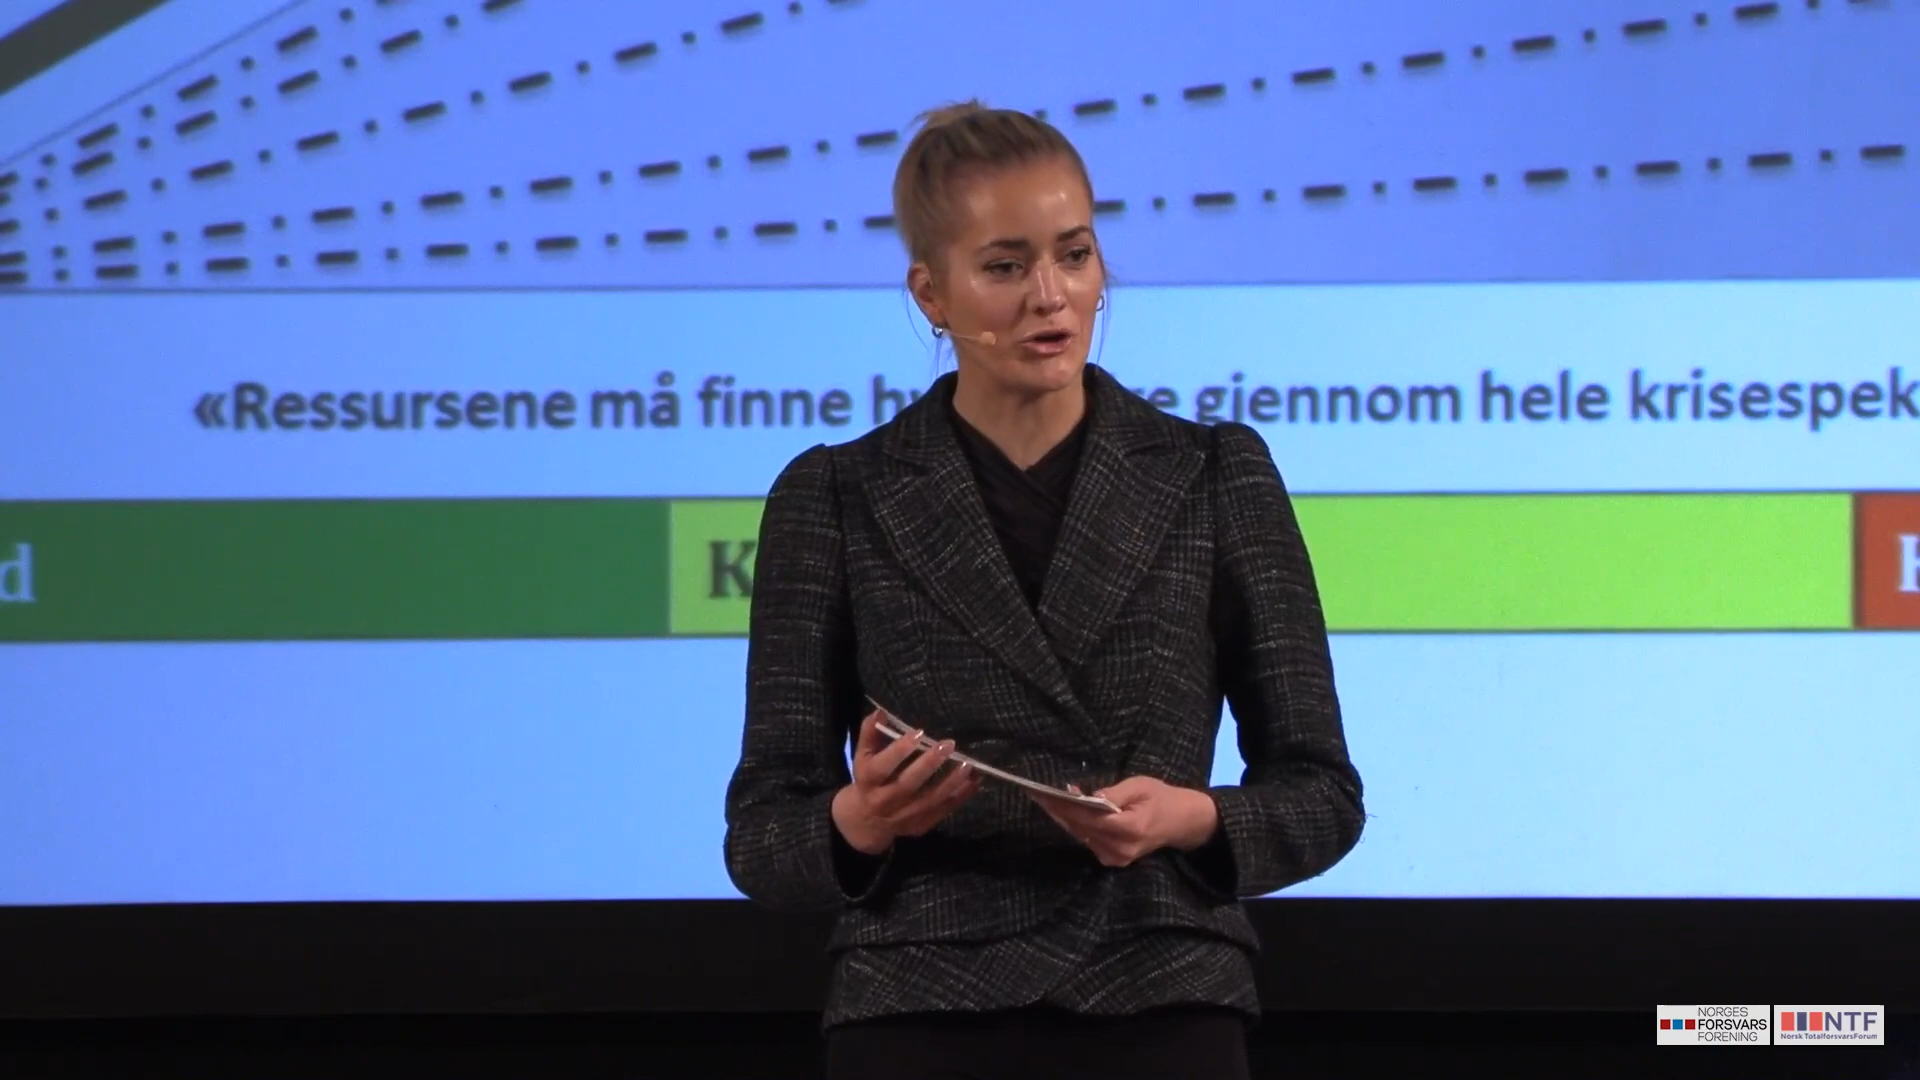 «Ressursene må finne gjennom hele krisespek
d
K
NORGES
FORSVARS
FORENING
NTF
Norsk TotalforsvarsForum